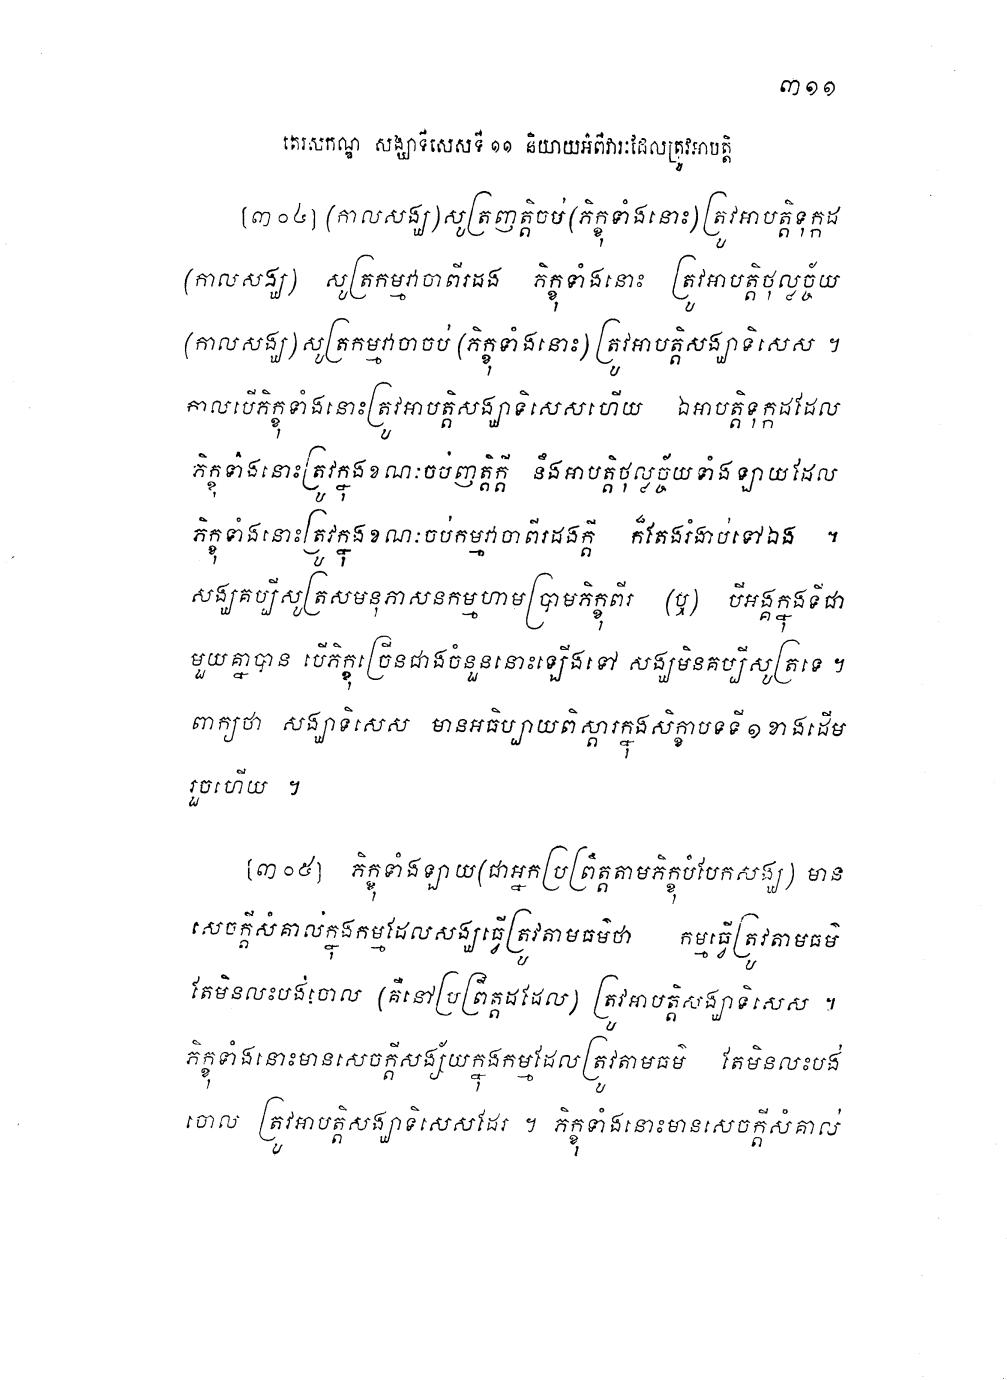 ៣១១
តេរសកណ្ឌ សង្ឃាទិសេសទី ១១ និយាយអំពីវារៈដែលត្រូវអាបត្តិ
[៣០៤] (កាលសង្ឃ) សូត្រញត្តិចប់ (ភិក្ខុទាំងនោះ) ត្រូវអាបត្តិទុក្កដ
(កាលសង្ឃ) សូត្រកម្មវាចាពីរដង ភិក្ខុទាំងនោះ ត្រូវអាបត្តិថុល្លច្ច័យ
(កាលសង្ឃ) សូត្រកម្មវាចាចប់ (ភិក្ខុទាំងនោះ) ត្រូវអាបត្តិសង្ឃាទិសេស ។
កាលបើភិក្ខុទាំងនោះត្រូវអាបត្តិសង្ឃាទិសេសហើយ ឯអាបត្តិទុក្កដដែល
ភិក្ខុទាំងនោះត្រូវក្នុងខណៈចប់ញត្តិក្តី នឹងអាបត្តិថុល្លច្ច័យទាំងឡាយដែល
ភិក្ខុទាំងនោះត្រូវក្នុងខណៈចប់កម្មវាចាពីរដងក្តី ក៏តែងរំងាប់ទៅឯង ។
សង្ឃគប្បីសូត្រសមនុភាសនកម្មហាមប្រាមភិក្ខុពីរ (ឬ) បីអង្គក្នុងទីជា
មួយគ្នាបាន បើភិក្ខុច្រើនជាងចំនួននោះឡើងទៅ សង្ឃមិនគប្បីសូត្រទេ ។
ពាក្យថា សង្ឃាទិសេស មានអធិប្បាយពិស្តារក្នុងសិក្ខាបទទី ១ ខាងដើម
រួចហើយ ។
[៣០៥] ភិក្ខុទាំងឡាយ (ជាអ្នកប្រព្រឹត្តតាមភិក្ខុបំបែកសង្ឃ) មាន
សេចក្តីសំគាល់ក្នុងកម្មដែលសង្ឃធ្វើត្រូវតាមធម៌ថា កម្មធ្វើត្រូវតាមធម៌
តែមិនលះបង់ចោល (គឺនៅប្រព្រឹត្តដដែល) ត្រូវអាបត្តិសង្ឃាទិសេស ។
ភិក្ខុទាំងនោះមានសេចក្តីសង្ស័យក្នុងកម្មដែលត្រូវតាមធម៌ តែមិនលះបង់
ចោល ត្រូវអាបត្តិសង្ឃាទិសេសដែរ ។ ភិក្ខុទាំងនោះមានសេចក្តីសំគាល់